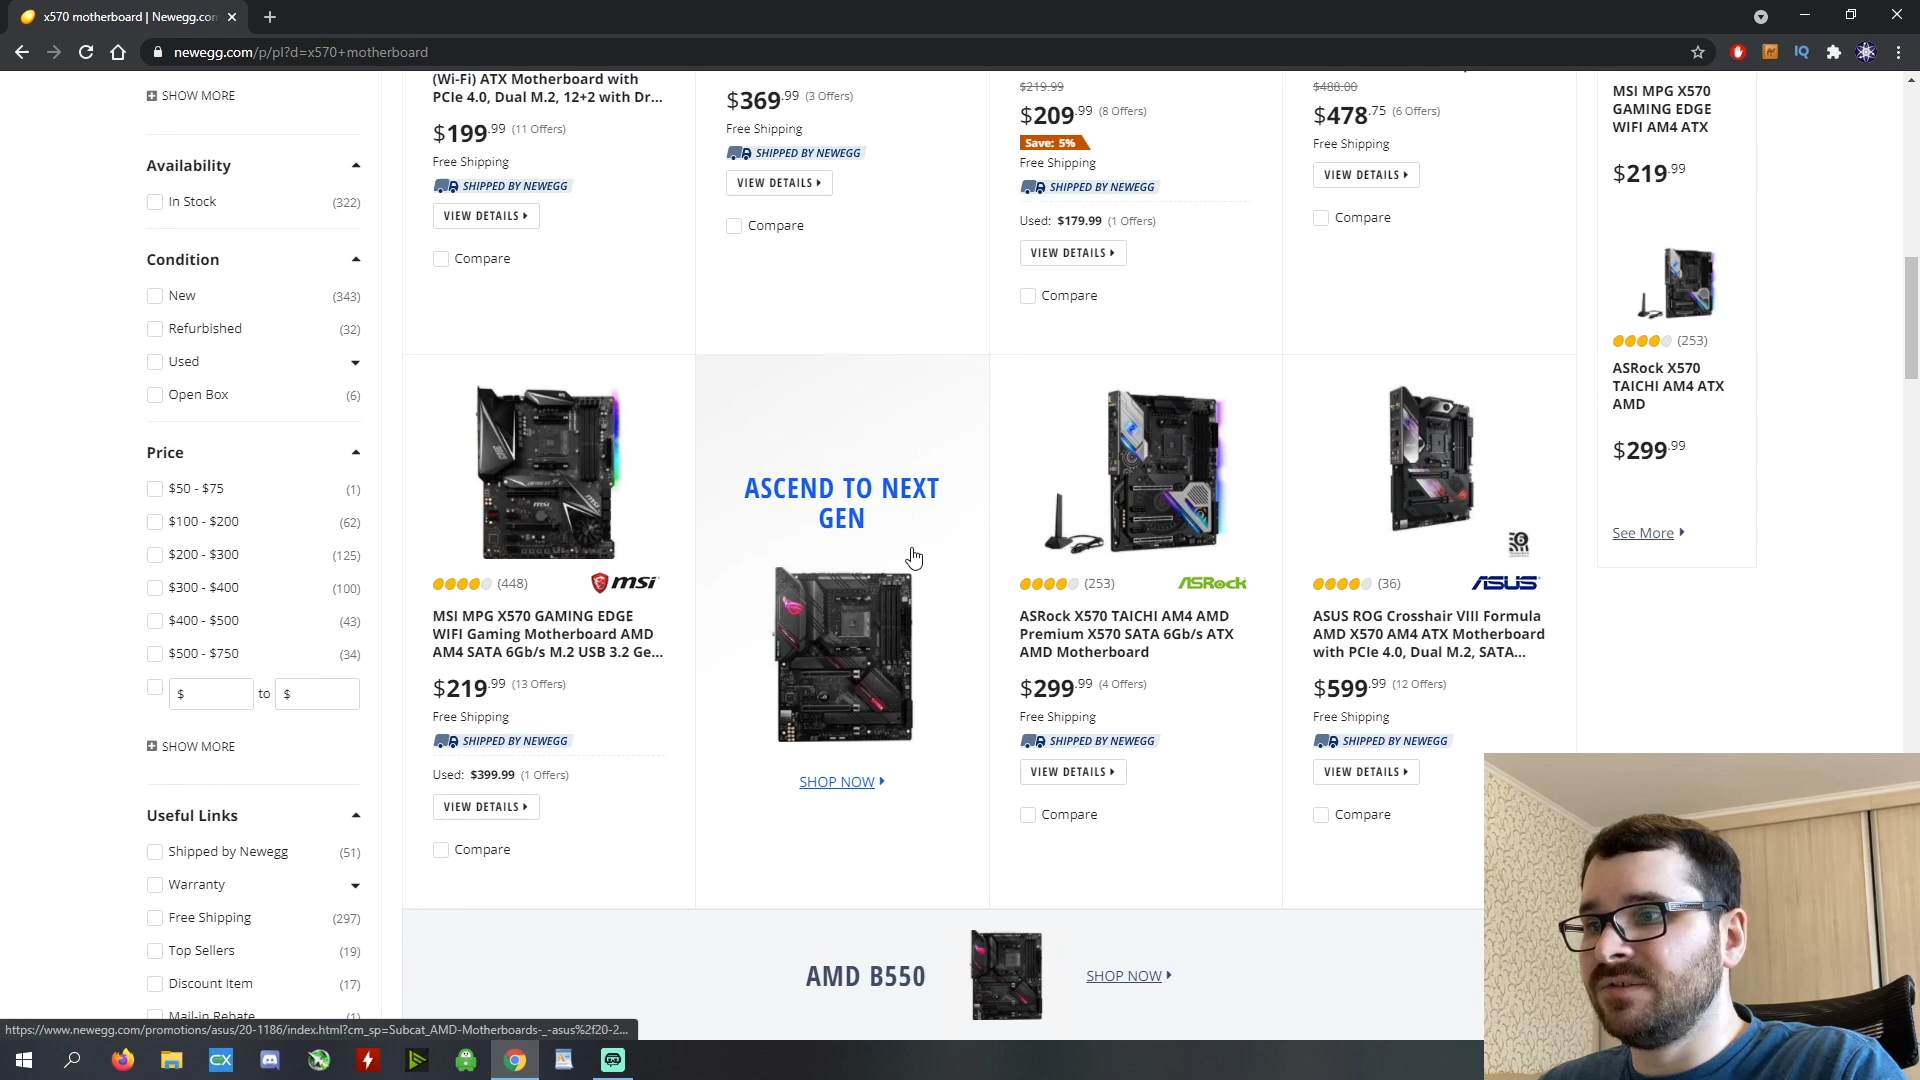 x570 motherboard | Newegg.com
newegg.com/p/pl?d=x570+motherboard
SHOW MORE
Availability
In Stock (322)
Condition
New (343)
Refurbished (32)
Used
Open Box (6)
Price
$50 - $75 (1)
$100 - $200 (62)
$200 - $300 (125)
$300 - $400 (100)
$400 - $500 (43)
$500 - $750 (34)
$ to $
SHOW MORE
Useful Links
Shipped by Newegg (51)
Warranty
Free Shipping (297)
Top Sellers (19)
Discount Item (17)
Mail-in Rebate (1)
(Wi-Fi) ATX Motherboard with
PCIe 4.0, Dual M.2, 12+2 with Dr...
$199.99 (11 Offers)
Free Shipping
SHIPPED BY NEWEGG
VIEW DETAILS
Compare
$369.99 (3 Offers)
Free Shipping
SHIPPED BY NEWEGG
VIEW DETAILS
Compare
$219.99
$209.99 (8 Offers)
Save: 5%
Free Shipping
SHIPPED BY NEWEGG
Used: $179.99 (1 Offers)
VIEW DETAILS
Compare
$488.00
$478.75 (6 Offers)
Free Shipping
VIEW DETAILS
Compare
msi
(448) msi
MSI MPG X570 GAMING EDGE
WIFI Gaming Motherboard AMD
AM4 SATA 6Gb/s M.2 USB 3.2 Ge...
$219.99 (13 Offers)
Free Shipping
SHIPPED BY NEWEGG
Used: $399.99 (1 Offers)
VIEW DETAILS
Compare
ASCEND TO NEXT
GEN
SHOP NOW
(253) ASRock
ASRock X570 TAICHI AM4 AMD
Premium X570 SATA 6Gb/s ATX
AMD Motherboard
$299.99 (4 Offers)
Free Shipping
SHIPPED BY NEWEGG
VIEW DETAILS
Compare
6
(36) ASUS
ASUS ROG Crosshair VIII Formula
AMD X570 AM4 ATX Motherboard
with PCIe 4.0, Dual M.2, SATA...
$599.99 (12 Offers)
Free Shipping
SHIPPED BY NEWEGG
VIEW DETAILS
Compare
AMD B550
SHOP NOW
MSI MPG X570
GAMING EDGE
WIFI AM4 ATX
$219.99
(253)
ASRock X570
TAICHI AM4 ATX
AMD
$299.99
See More
https://www.newegg.com/promotions/asus/20-1186/index.html?cm_sp=Subcat_AMD-Motherboards-_-asus%2f20-2...
CX